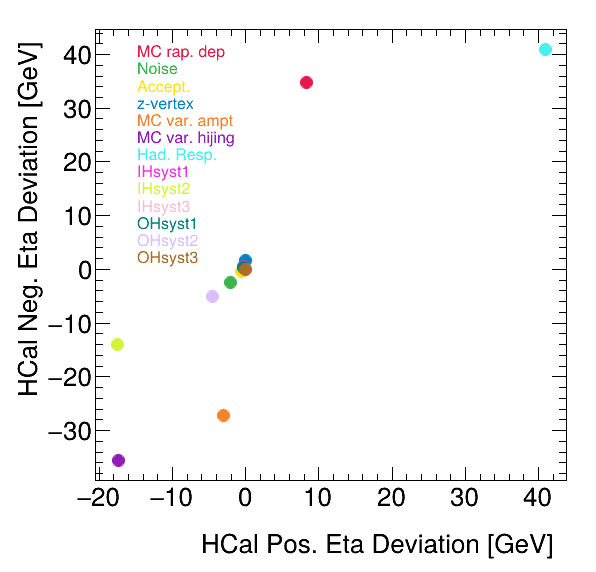 HCal Neg. Eta Deviation [GeV]
40
30
20
10
0
−10
−20
−30
MC rap. dep
Noise
Accept.
z-vertex
MC var. ampt
MC var. hijing
Had. Resp.
IHsyst1
IHsyst2
IHsyst3
OHsyst1
OHsyst2
OHsyst3
−20 −10 0 10 20 30 40
HCal Pos. Eta Deviation [GeV]